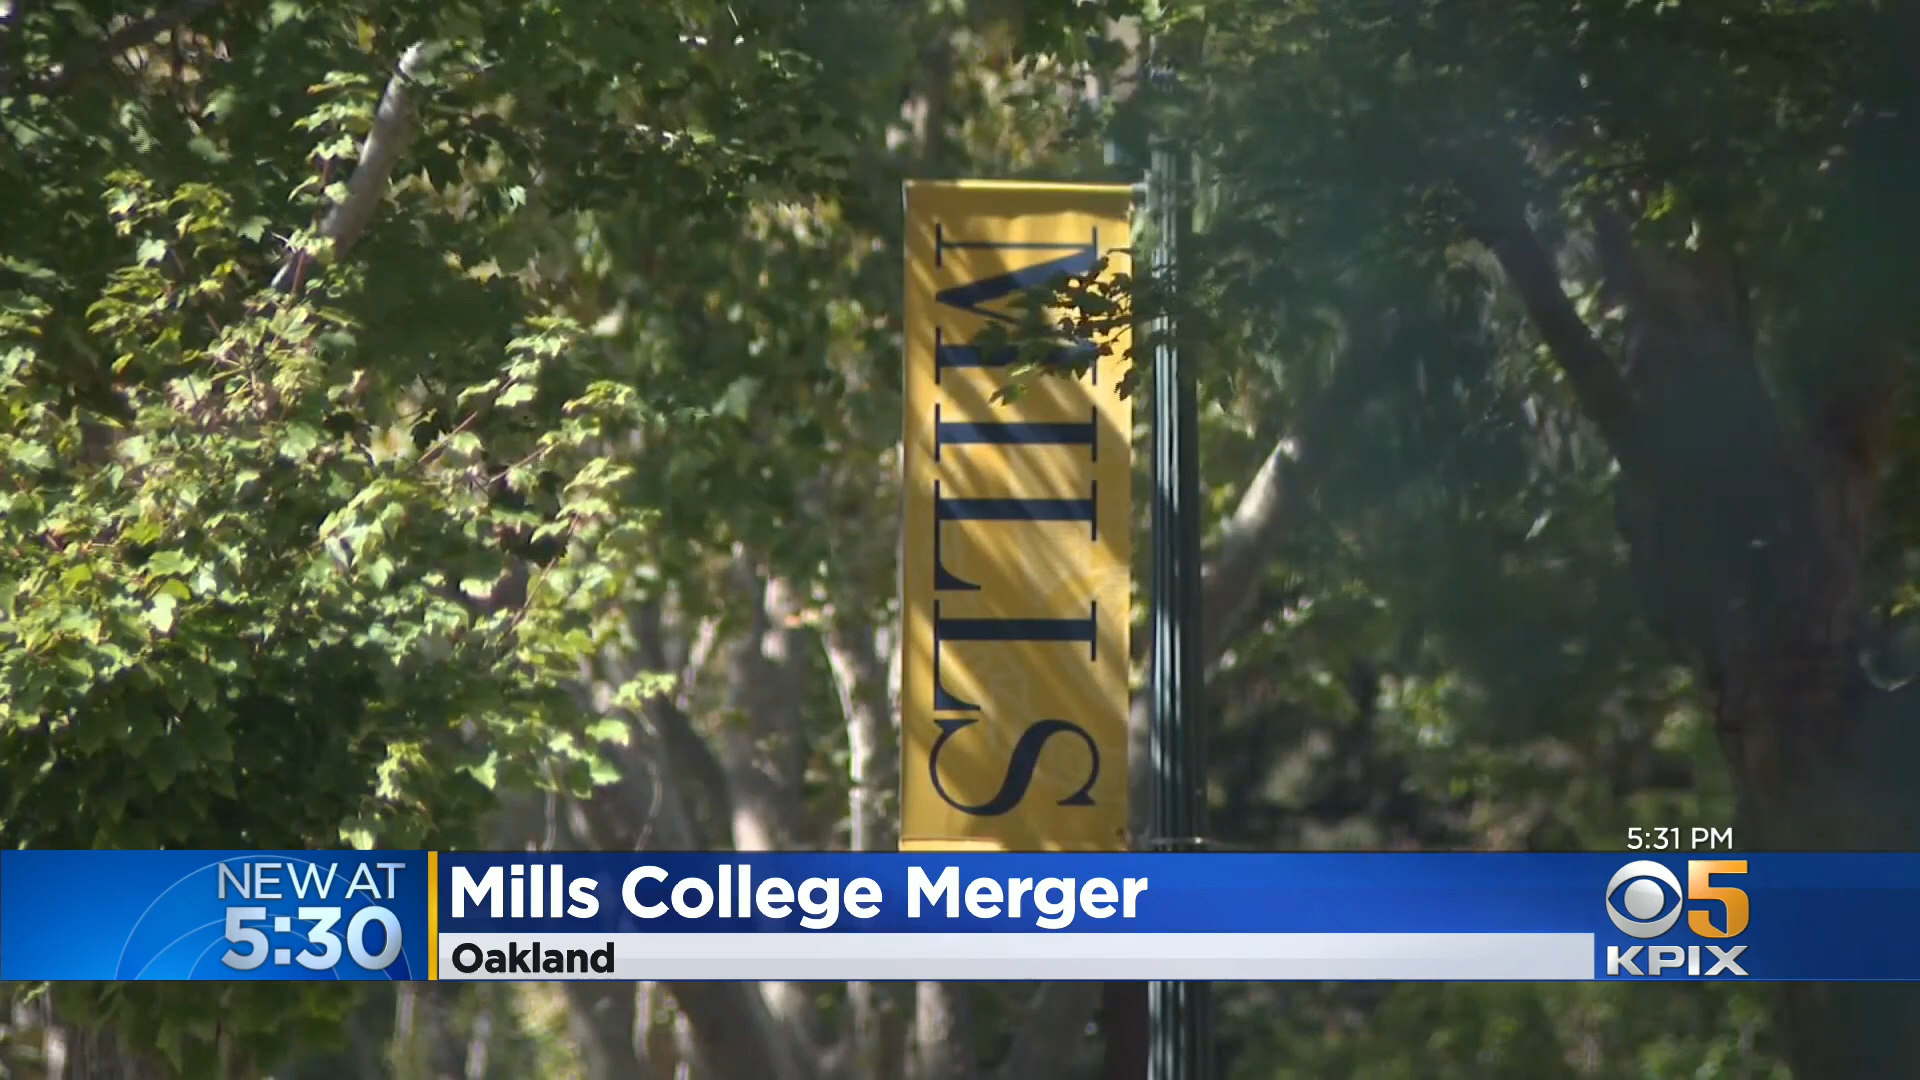 MILLS
5:31 PM
NEW AT
5:30
Mills College Merger
Oakland
5
KPIX